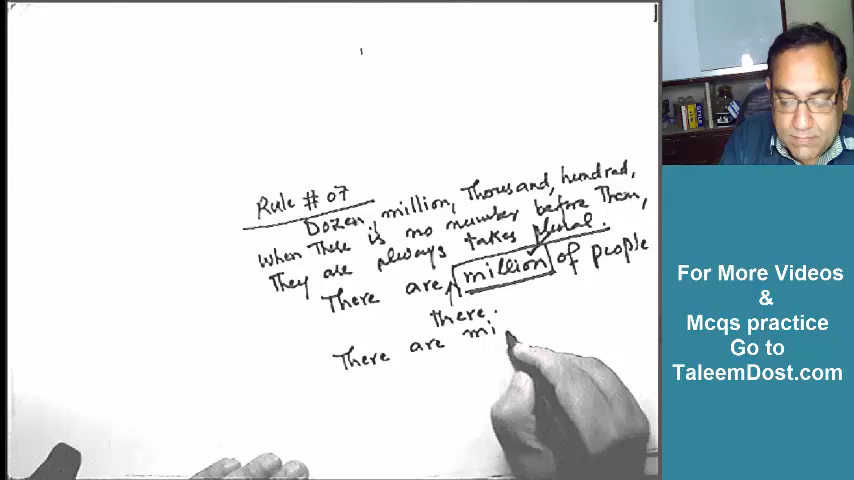 Rule # 07
Dozen, million, Thousand, hundred,
when There is no number before Them,
They are always takes plural.
There are million of people
there.
There are mi
For More Videos
&
Mcqs practice
Go to
TaleemDost.com